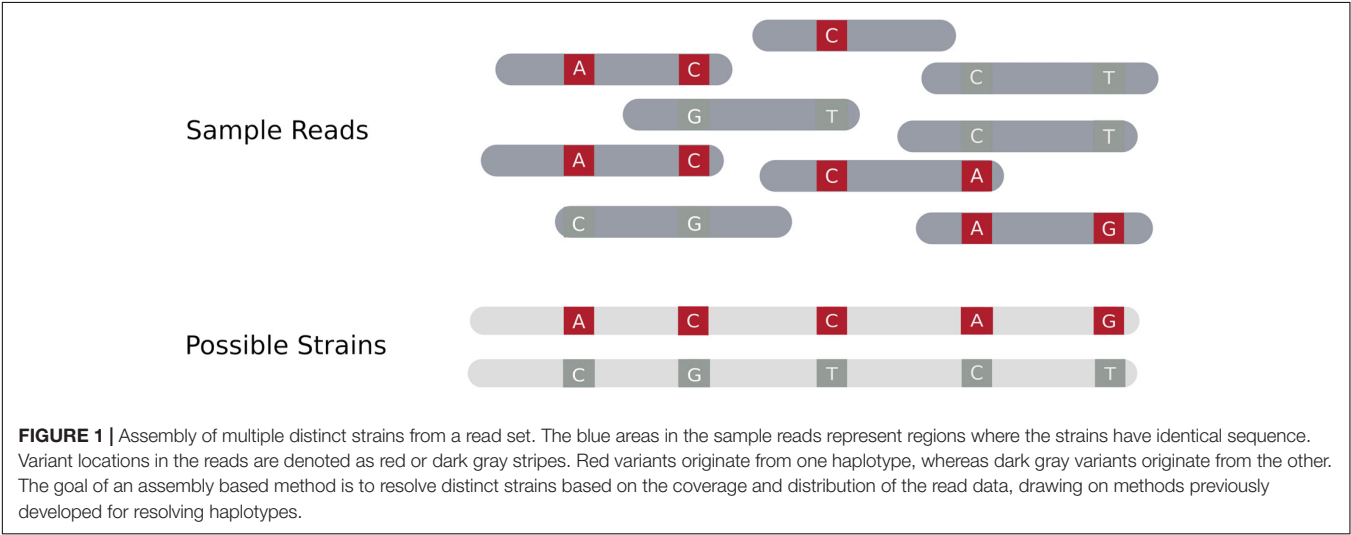 C
A C
C T
G T
Sample Reads
C T
A C
C A
C G
A G
A C C A G
Possible Strains
C G T C T
FIGURE 1 | Assembly of multiple distinct strains from a read set. The blue areas in the sample reads represent regions where the strains have identical sequence.
Variant locations in the reads are denoted as red or dark gray stripes. Red variants originate from one haplotype, whereas dark gray variants originate from the other.
The goal of an assembly based method is to resolve distinct strains based on the coverage and distribution of the read data, drawing on methods previously
developed for resolving haplotypes.